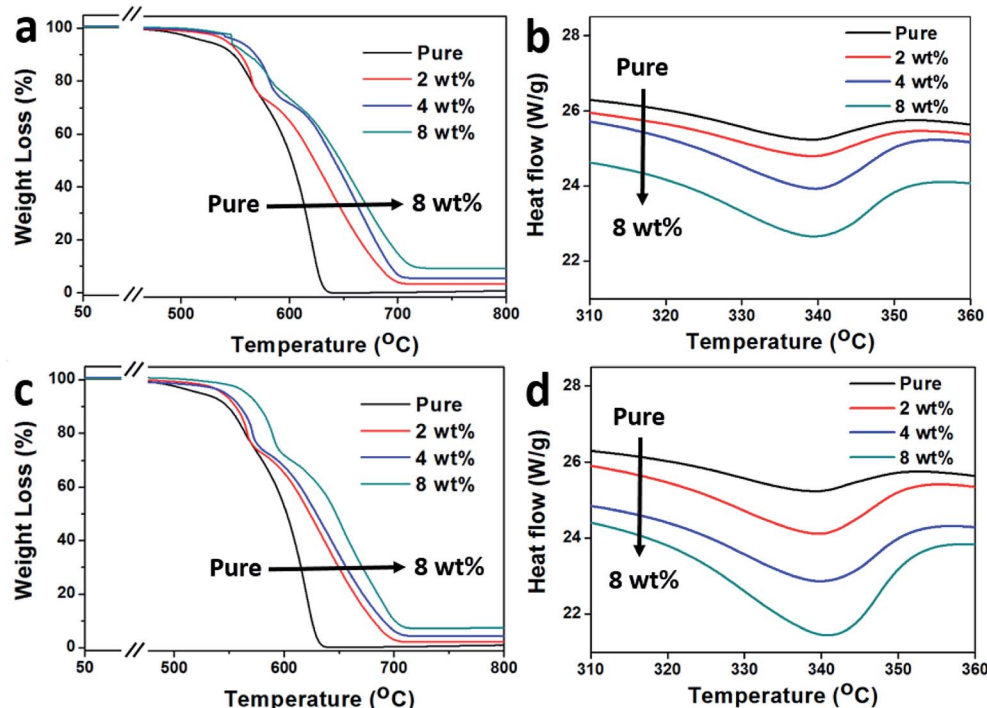 a
Weight Loss (%)
100
80
60
40
20
0
Pure
2 wt%
4 wt%
8 wt%
Pure
8 wt%
50
500
600
700
800
Temperature (°C)
b
Heat flow (W/g)
28
26
24
22
Pure
8 wt%
Pure
2 wt%
4 wt%
8 wt%
310
320
330
340
350
360
Temperature (°C)
c
Weight Loss (%)
100
80
60
40
20
0
Pure
2 wt%
4 wt%
8 wt%
Pure
8 wt%
50
500
600
700
800
Temperature (°C)
d
Heat flow (W/g)
28
26
24
22
Pure
8 wt%
Pure
2 wt%
4 wt%
8 wt%
310
320
330
340
350
360
Temperature (°C)